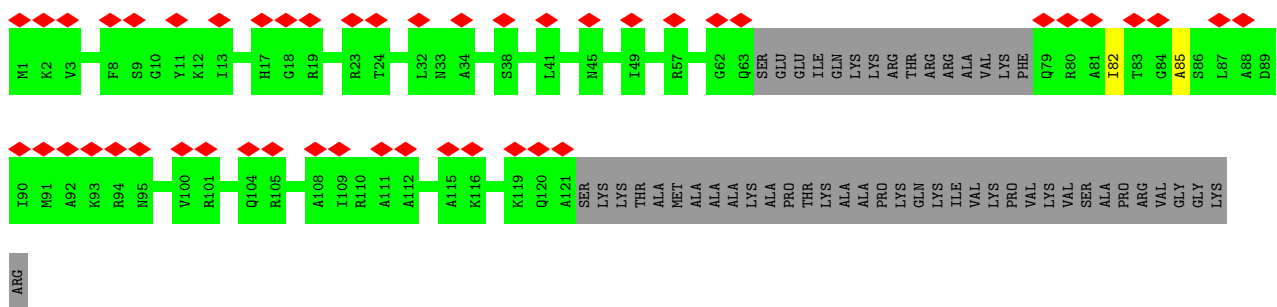 M1 K2 V3 F8 S9 G10 Y11 K12 I13 H17 G18 R19 R23 T24 L32 N33 A34 S38 L41 N45 I49 R57 G62 Q63 SER GLU GLU ILE GLN LYS LYS ARG THR ARG ARG ALA VAL LYS PHE Q79 R80 A81 I82 T83 G84 A85 S86 L87 A88 D89
I90 M91 A92 K93 R94 N95 V100 R101 Q104 R105 A108 I109 R110 A111 A112 A115 K116 K119 Q120 A121 SER LYS LYS THR ALA MET ALA ALA ALA LYS ALA PRO THR LYS ALA ALA PRO LYS GLN LYS ILE VAL LYS PRO VAL LYS VAL SER ALA PRO ARG VAL GLY GLY LYS
ARG